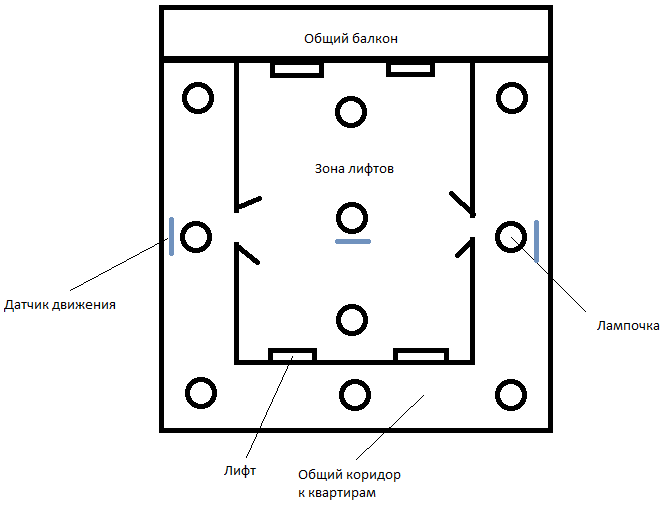 Общий балкон
Зона лифтов
Датчик движения
Лампочка
Лифт
Общий коридор
к квартирам